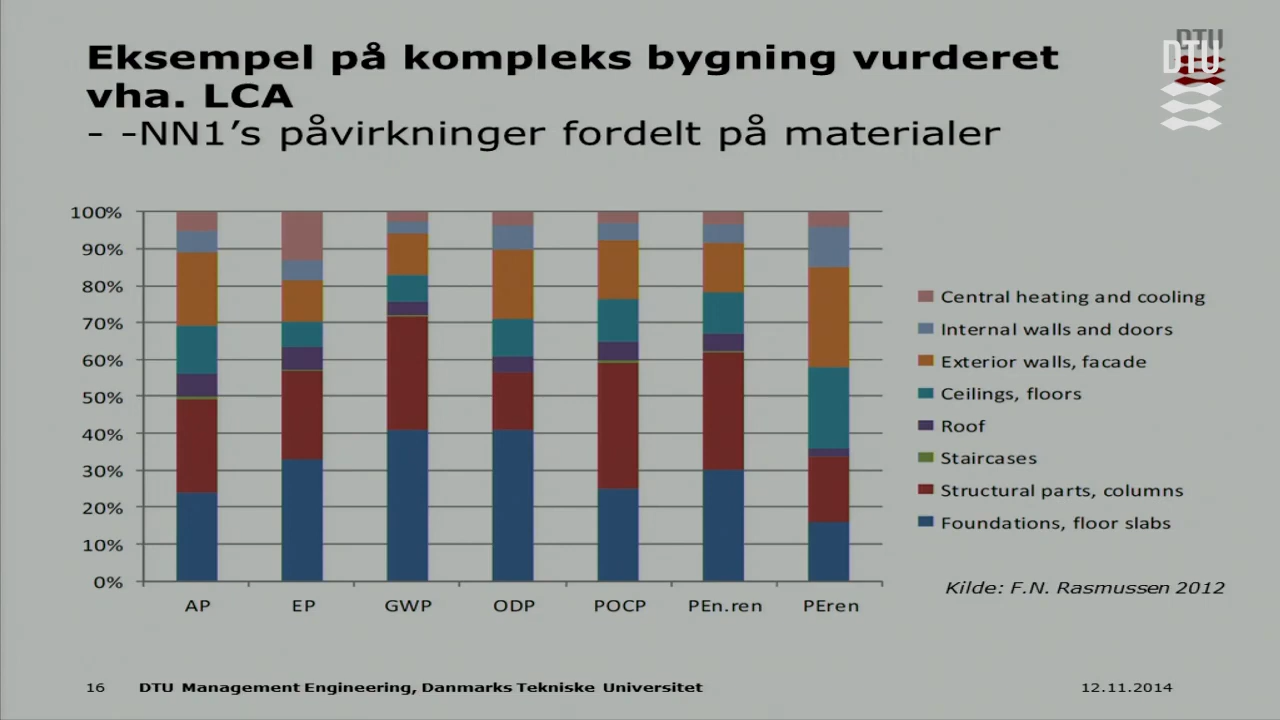 Eksempel på kompleks bygning vurderet
vha. LCA
- -NN1's påvirkninger fordelt på materialer
DTU
DTU
100%
90%
80%
70%
60%
50%
40%
30%
20%
10%
0%
AP
EP
GWP
ODP
POCP
PEn.ren
PEren
Central heating and cooling
Internal walls and doors
Exterior walls, facade
Ceilings, floors
Roof
Staircases
Structural parts, columns
Foundations, floor slabs
Kilde: F.N. Rasmussen 2012
16 DTU Management Engineering, Danmarks Tekniske Universitet 12.11.2014